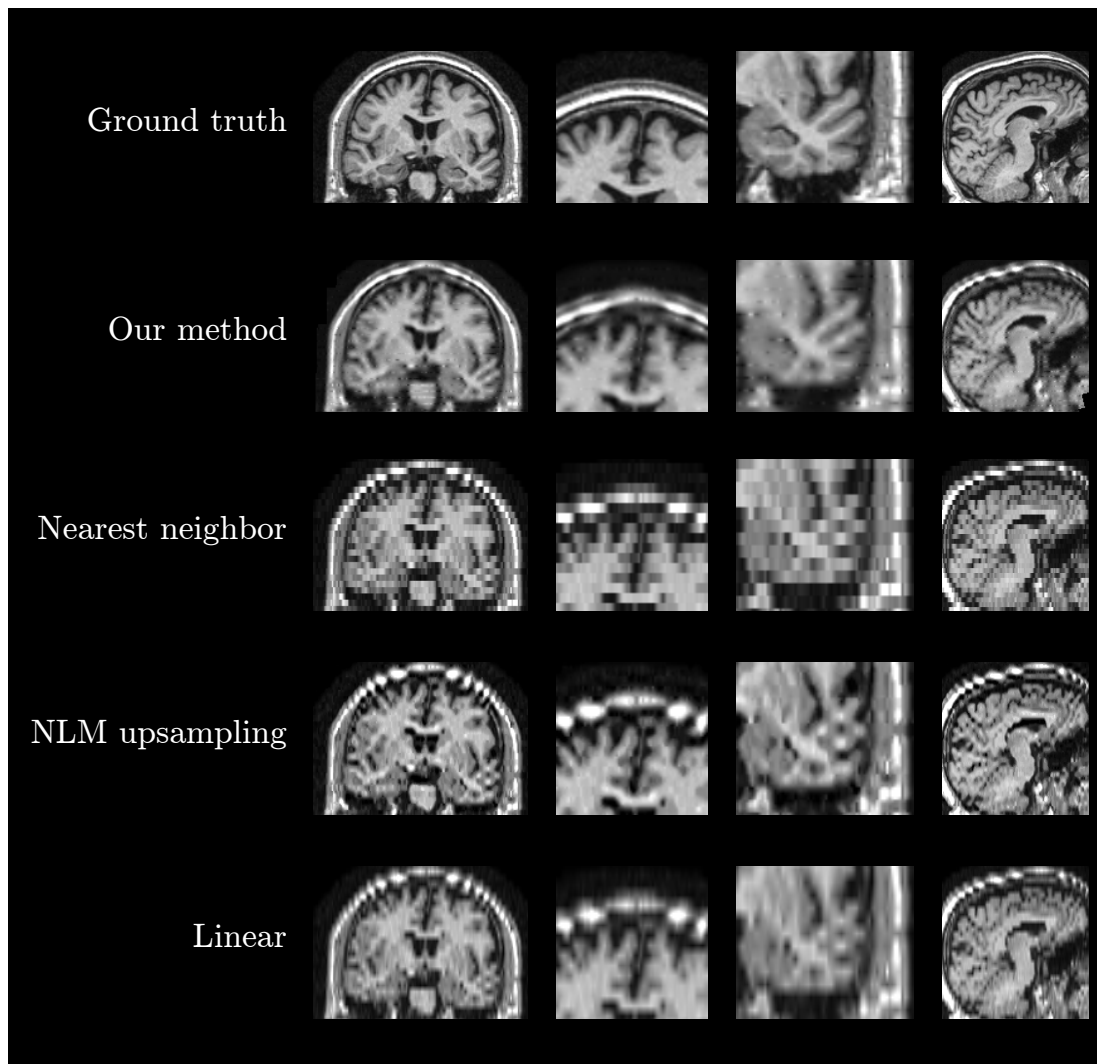 Ground truth
Our method
Nearest neighbor
NLM upsampling
Linear